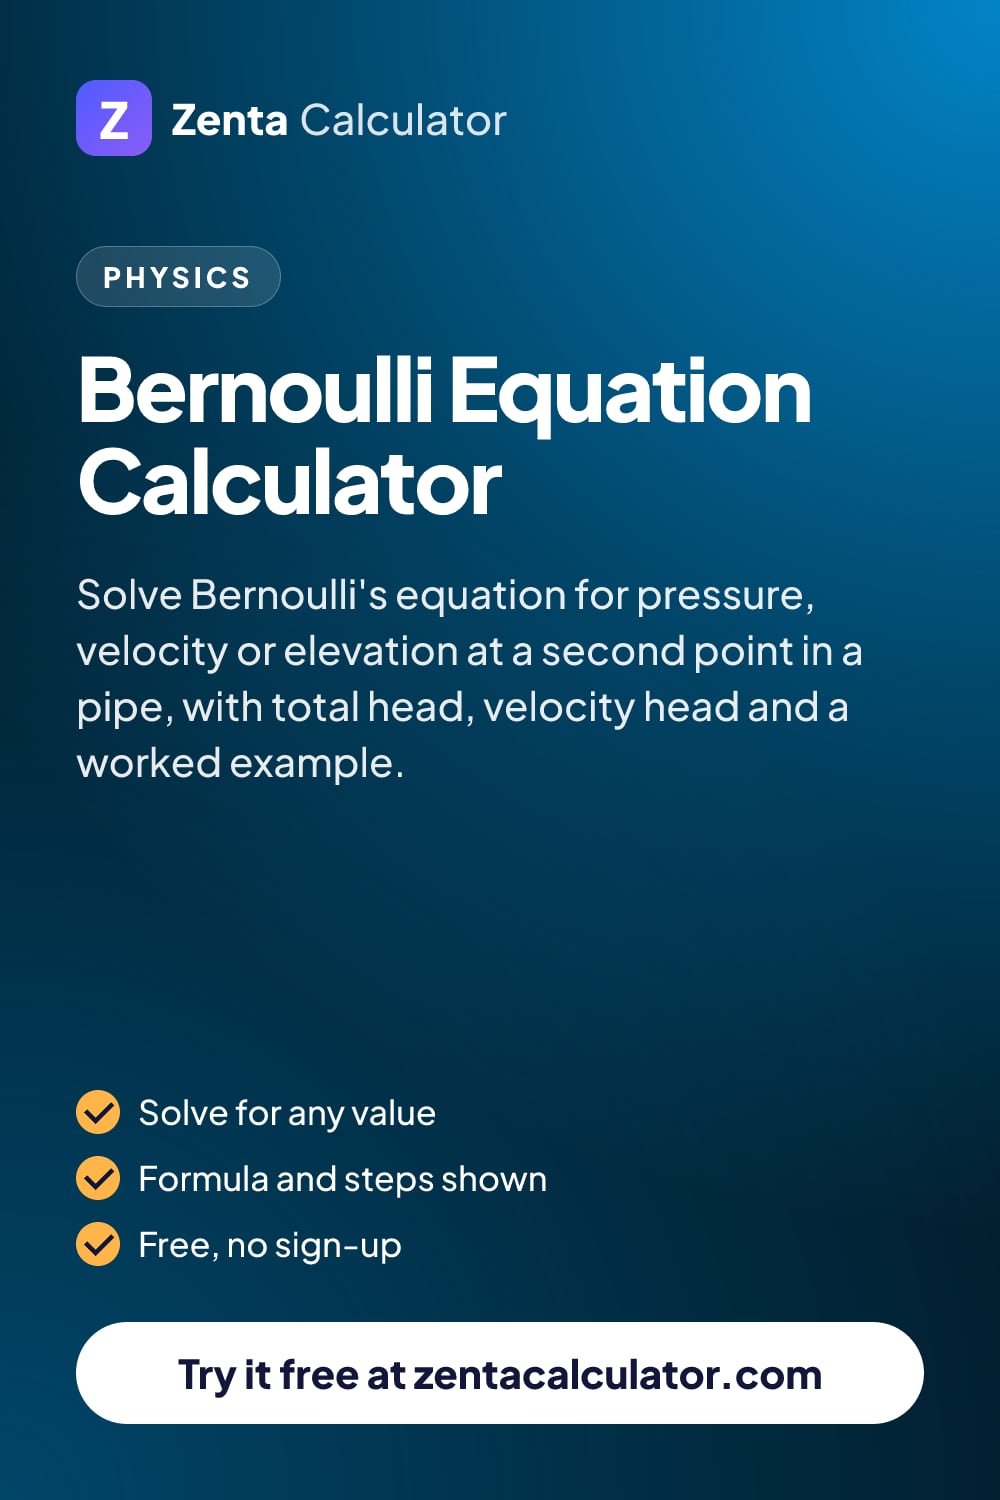 Z
Zenta Calculator
PHYSICS
Bernoulli Equation
Calculator
Solve Bernoulli's equation for pressure,
velocity or elevation at a second point in a
pipe, with total head, velocity head and a
worked example.
Solve for any value
Formula and steps shown
Free, no sign-up
Try it free at zentacalculator.com